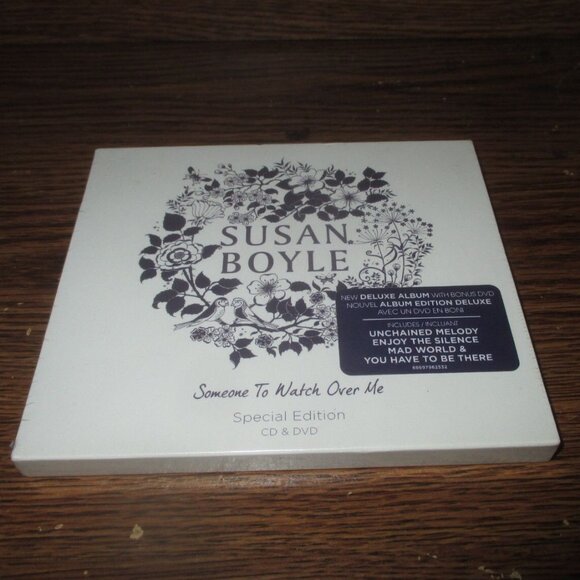 SUSAN
BOYLE
NEW DELUXE ALBUM WITH BONUS DVD
NOUVEL ALBUM EDITION DELUXE
AVEC UN DVD EN BONI
INCLUDES / INCLUANT
UNCHAINED MELODY
ENJOY THE SILENCE
MAD WORLD &
YOU HAVE TO BE THERE
Someone To Watch Over Me
Special Edition
CD & DVD